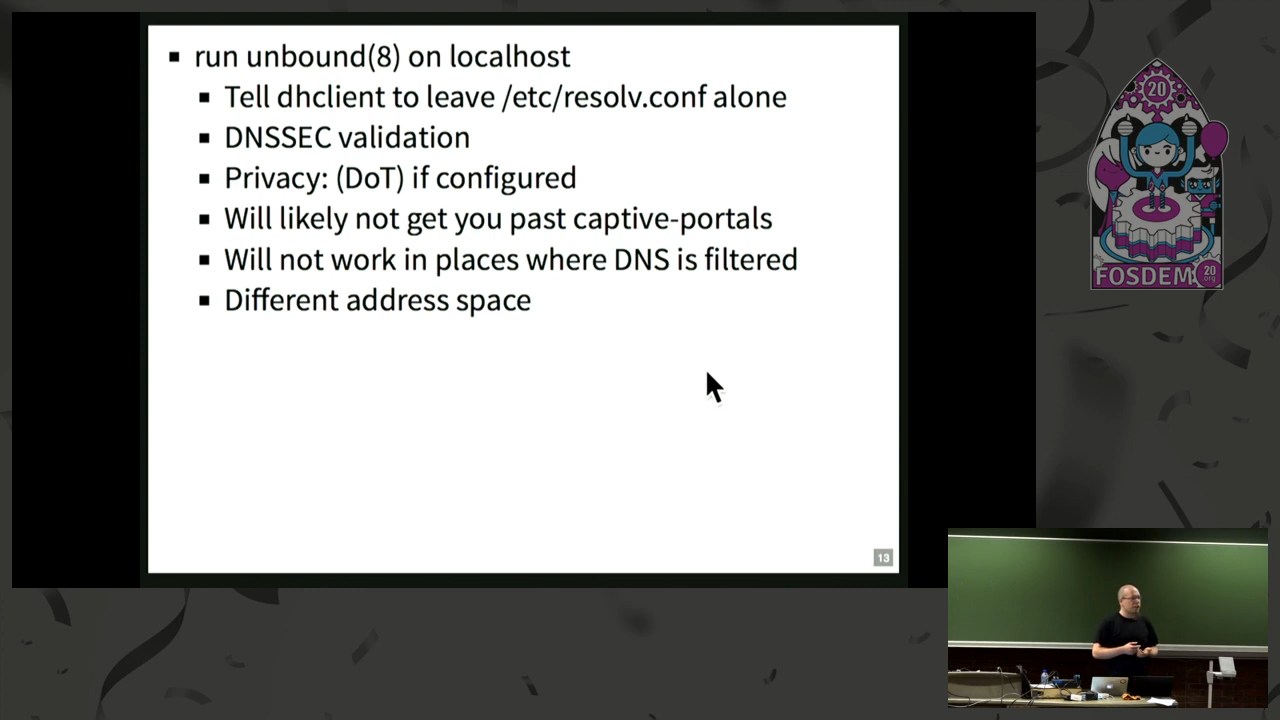 run unbound(8) on localhost
Tell dhclient to leave /etc/resolv.conf alone
DNSSEC validation
Privacy: (DoT) if configured
Will likely not get you past captive-portals
Will not work in places where DNS is filtered
Different address space
13
20
FOSDEM
20
.org